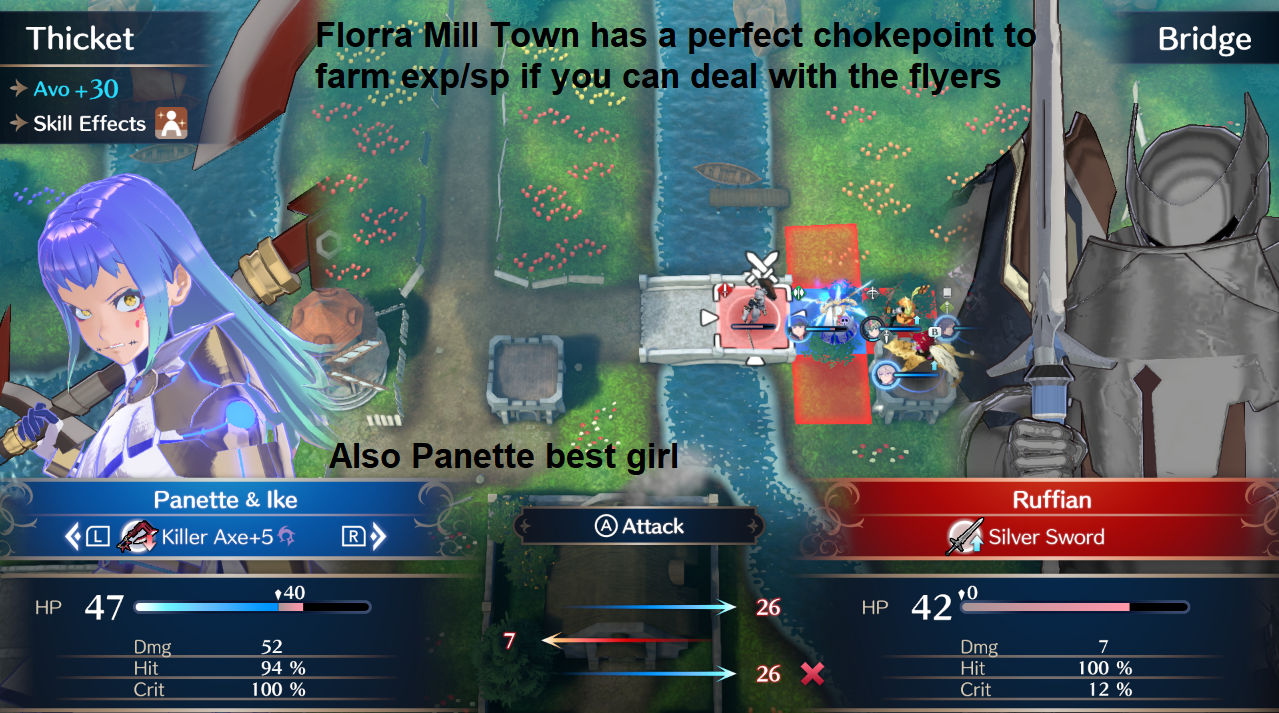 Thicket
Avo +30
Skill Effects
Florra Mill Town has a perfect chokepoint to
farm exp/sp if you can deal with the flyers
Bridge
B
Also Panette best girl
Panette & Ike
L Killer Axe+5 R
A Attack
Ruffian
Silver Sword
HP 47 40
Dmg 52
Hit 94 %
Crit 100 %
26
7
26
HP 42 0
Dmg 7
Hit 100 %
Crit 12 %